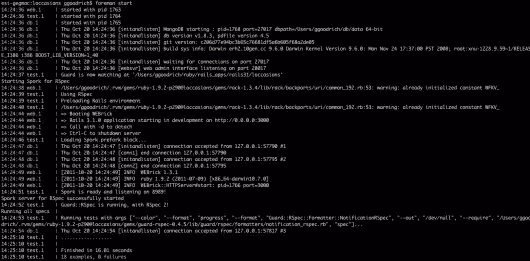 esi-gegmac:loccasions ggoodrich$ foreman start
14:24:36 web.1 | started with pid 1763
14:24:36 test.1 | started with pid 1764
14:24:36 db.1 | started with pid 1765
14:24:36 db.1 | Thu Oct 20 14:24:36 [initandlisten] MongoDB starting : pid=1768 port=27017 dbpath=/Users/ggoodrich/db/data 64-bit
14:24:36 db.1 | Thu Oct 20 14:24:36 [initandlisten] db version v1.8.3, pdfile version 4.5
14:24:36 db.1 | Thu Oct 20 14:24:36 [initandlisten] git version:
14:24:36 db.1 | Thu Oct 20 14:24:36 [initandlisten] build sys info: Darwin erh2.10gen.cc 9.6.0 Darwin Kernel Version 9.6.0: Mon Nov 24 17:37:00 PST 2008; root:xnu-1228.9.59~1/RELEAS
E_I386 i386 BOOST_LIB_VERSION=1_40
14:24:36 db.1 | Thu Oct 20 14:24:36 [initandlisten] waiting for connections on port 27017
14:24:36 db.1 | Thu Oct 20 14:24:36 [websvr] web admin interface listening on port 28017
14:24:37 test.1 | Guard is now watching at '/Users/ggoodrich/ruby/rails_apps/rails31/loccasions'
Starting Spork for RSpec
14:24:38 web.1 | /Users/ggoodrich/.rvm/gems/ruby-1.9.2-p290@loccasions/gems/rack-1.3.4/lib/rack/backports/uri/common_192.rb:53: warning: already initialized constant WFKV_
14:24:39 test.1 | Using RSpec
14:24:39 test.1 | Preloading Rails environment
14:24:40 test.1 | /Users/ggoodrich/.rvm/gems/ruby-1.9.2-p290@loccasions/gems/rack-1.3.4/lib/rack/backports/uri/common_192.rb:53: warning: already initialized constant WFKV_
14:24:44 web.1 | => Booting WEBrick
14:24:44 web.1 | => Rails 3.1.0 application starting in development on http://0.0.0.0:3000
14:24:44 web.1 | => Call with -d to detach
14:24:44 web.1 | => Ctrl-C to shutdown server
14:24:46 test.1 | Loading Spork.prefork block...
14:24:47 db.1 | Thu Oct 20 14:24:47 [initandlisten] connection accepted from 127.0.0.1:57790 #1
14:24:47 db.1 | Thu Oct 20 14:24:47 [conn1] end connection 127.0.0.1:57790
14:24:48 db.1 | Thu Oct 20 14:24:48 [initandlisten] connection accepted from 127.0.0.1:57795 #2
14:24:48 db.1 | Thu Oct 20 14:24:48 [conn2] end connection 127.0.0.1:57795
14:24:49 web.1 | [2011-10-20 14:24:49] INFO WEBrick 1.3.1
14:24:49 web.1 | [2011-10-20 14:24:49] INFO ruby 1.9.2 (2011-07-09) [x86_64-darwin10.7.0]
14:24:49 web.1 | [2011-10-20 14:24:49] INFO WEBrick::HTTPServer#start: pid=1766 port=3000
14:24:51 test.1 | Spork is ready and listening on 8989!
Spork server for RSpec successfully started
14:24:52 test.1 | Guard::RSpec is running, with RSpec 2!
Running all specs
14:24:53 test.1 | Running tests with args ["--color", "--format", "progress", "--format", "Guard::RSpec::Formatter::NotificationRSpec", "--out", "/dev/null", "--require", "/Users/ggoo
drich/.rvm/gems/ruby-1.9.2-p290@loccasions/gems/guard-rspec-0.4.5/lib/guard/rspec/formatters/notification_rspec.rb", "spec"]...
14:24:54 db.1 | Thu Oct 20 14:24:54 [initandlisten] connection accepted from 127.0.0.1:57817 #3
14:25:10 test.1 | ..................
14:25:10 test.1 |
14:25:10 test.1 | Finished in 16.01 seconds
14:25:10 test.1 | 18 examples, 0 failures